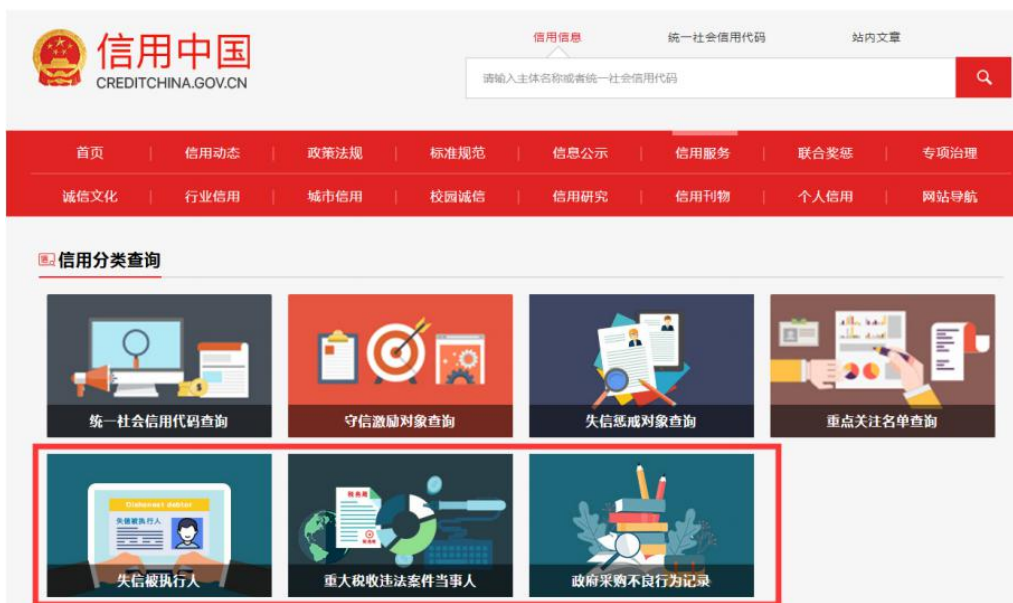 信用中国
CREDITCHINA.GOV.CN
信用信息 统一社会信用代码 站内文章
请输入主体名称或者统一社会信用代码
首页 信用动态 政策法规 标准规范 信息公示 信用服务 联合奖惩 专项治理
诚信文化 行业信用 城市信用 校园诚信 信用研究 信用刊物 个人信用 网站导航
信用分类查询
统一社会信用代码查询 守信激励对象查询 失信惩戒对象查询 重点关注名单查询
Dishonest debtor
失信被执行人
税务局
失信被执行人 重大税收违法案件当事人 政府采购不良行为记录